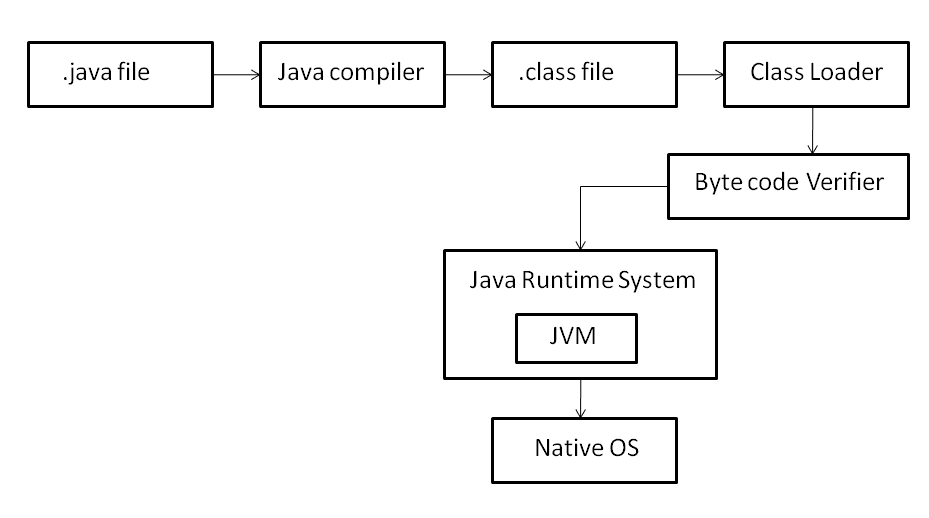 .java file
Java compiler
.class file
Class Loader
Byte code Verifier
Java Runtime System
JVM
Native OS